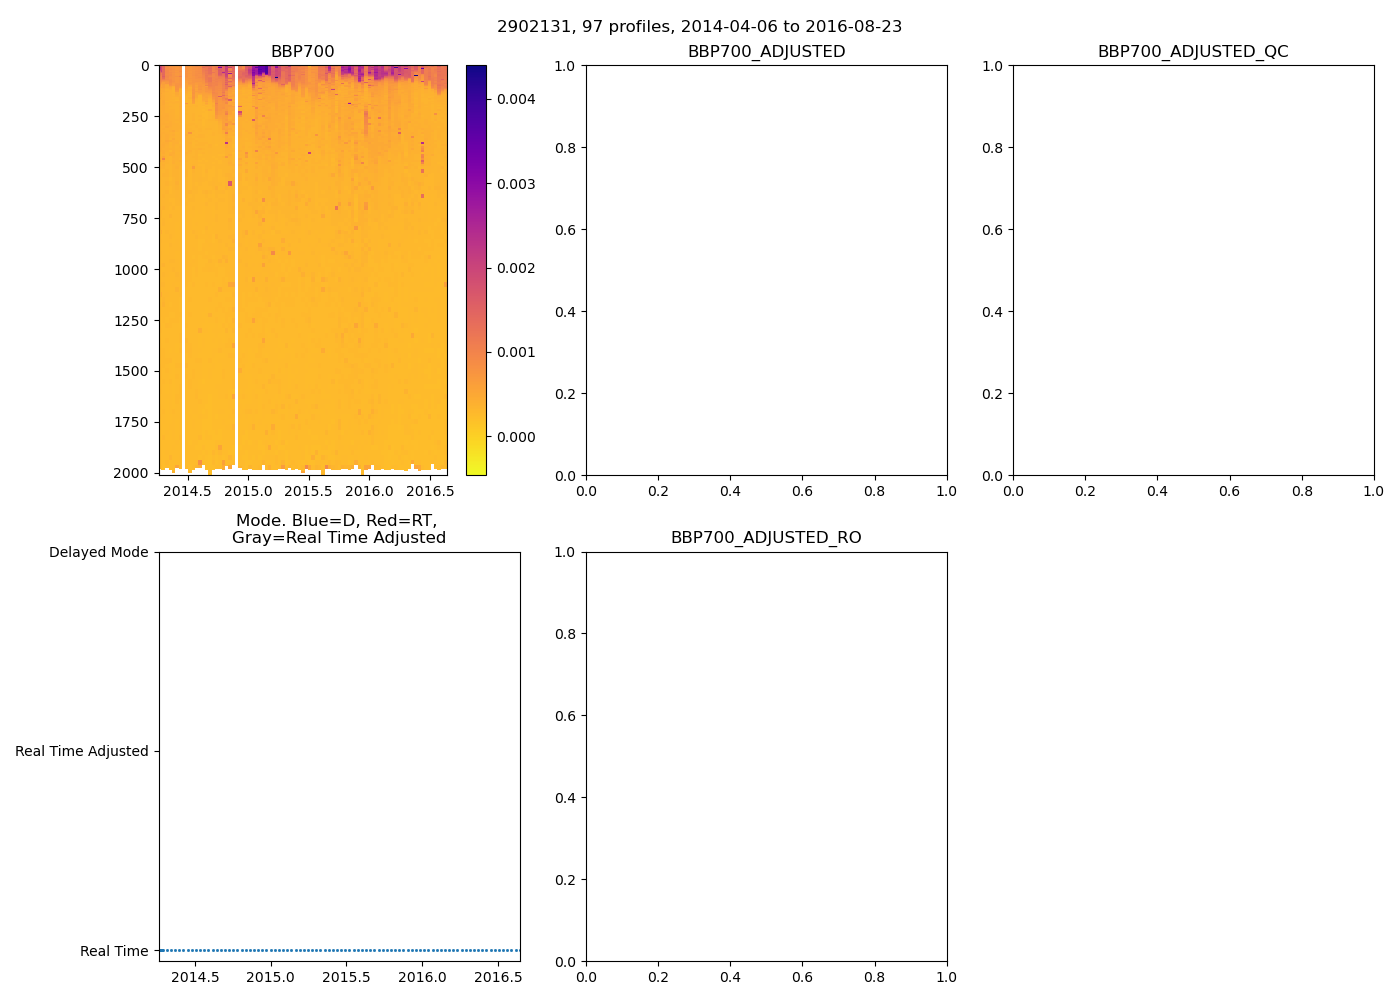 2902131, 97 profiles, 2014-04-06 to 2016-08-23
BBP700
0
250
500
750
1000
1250
1500
1750
2000
2014.5 2015.0 2015.5 2016.0 2016.5
0.004
0.003
0.002
0.001
0.000
BBP700_ADJUSTED
1.0
0.8
0.6
0.4
0.2
0.0
0.0 0.2 0.4 0.6 0.8 1.0
BBP700_ADJUSTED_QC
1.0
0.8
0.6
0.4
0.2
0.0
0.0 0.2 0.4 0.6 0.8 1.0
Mode. Blue=D, Red=RT,
Gray=Real Time Adjusted
Delayed Mode
Real Time Adjusted
Real Time
2014.5 2015.0 2015.5 2016.0 2016.5
BBP700_ADJUSTED_RO
1.0
0.8
0.6
0.4
0.2
0.0
0.0 0.2 0.4 0.6 0.8 1.0